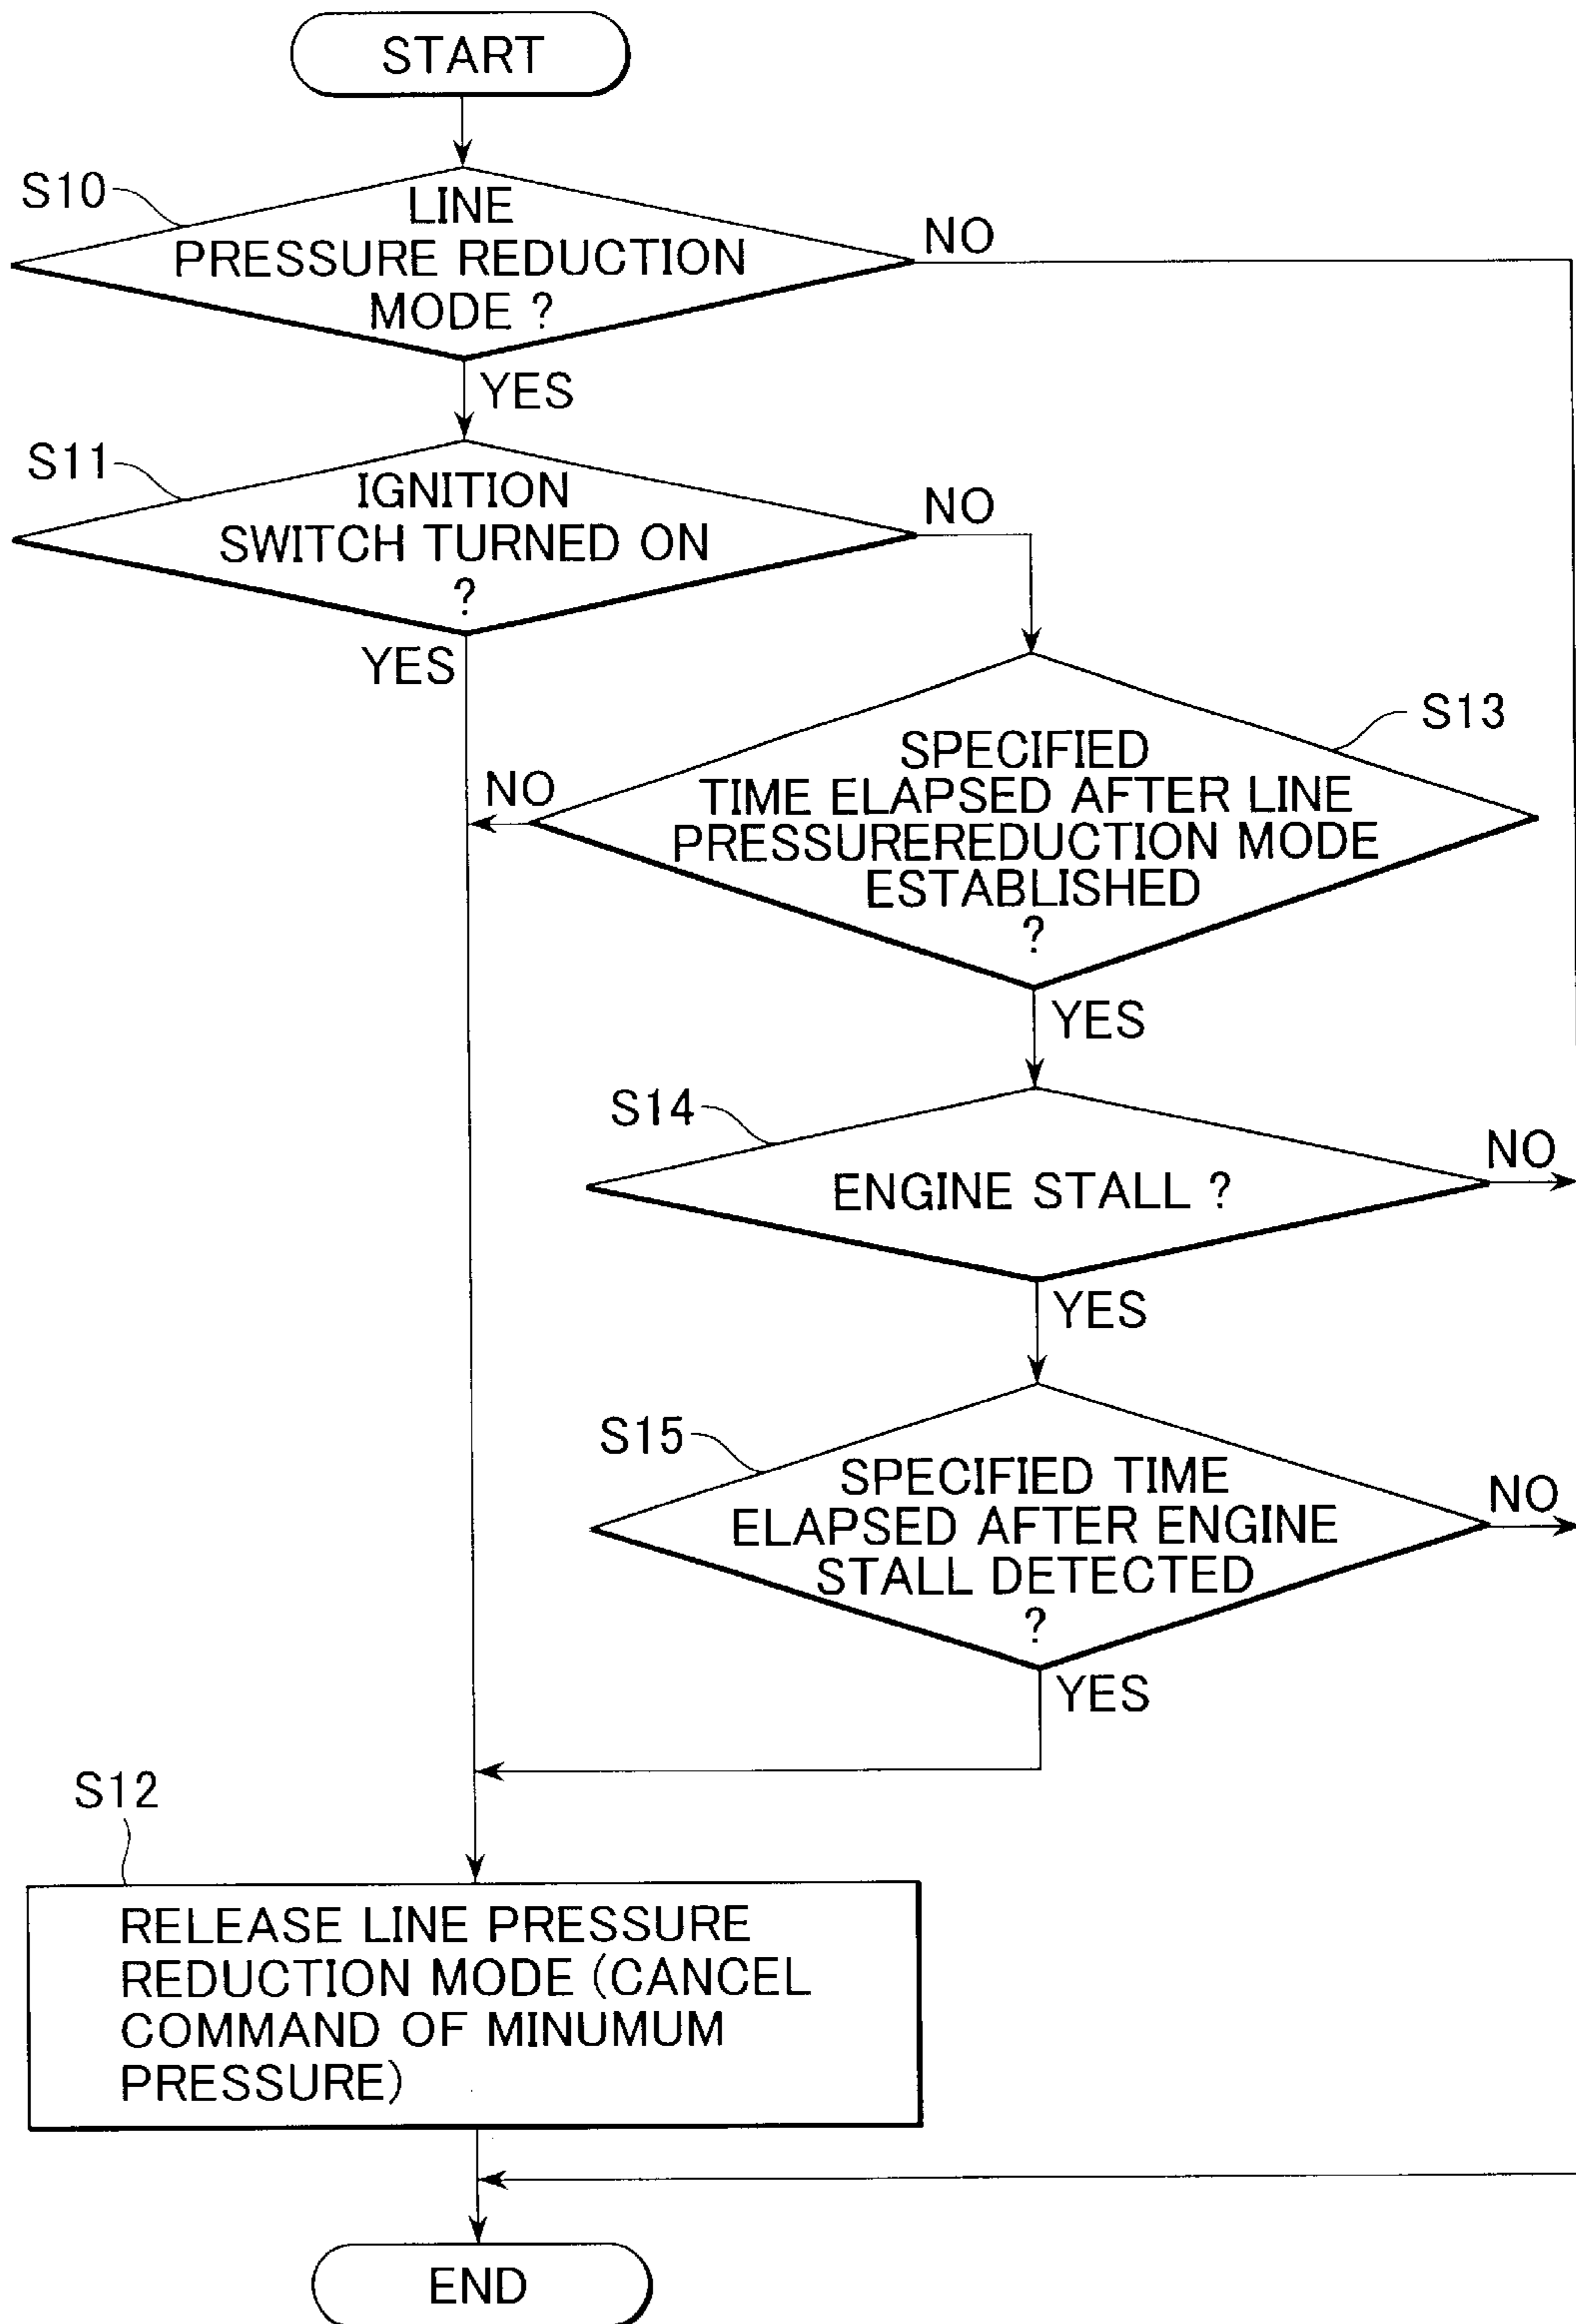 START
S10
LINE
PRESSURE REDUCTION
MODE ?
NO
YES
S11
IGNITION
SWITCH TURNED ON
?
NO
YES
S13
SPECIFIED
TIME ELAPSED AFTER LINE
PRESSUREREDUCTION MODE
ESTABLISHED
?
NO
YES
S14
ENGINE STALL ?
NO
YES
S15
SPECIFIED TIME
ELAPSED AFTER ENGINE
STALL DETECTED
?
NO
YES
S12
RELEASE LINE PRESSURE
REDUCTION MODE (CANCEL
COMMAND OF MINUMUM
PRESSURE)
END